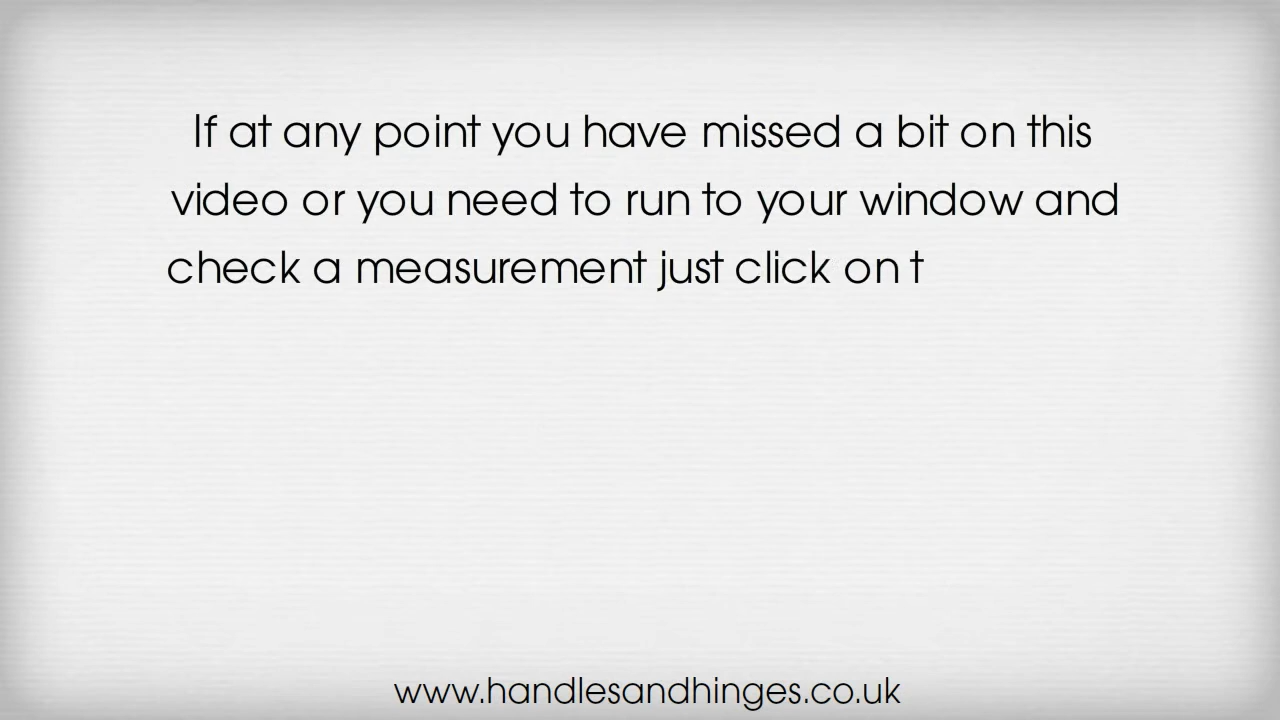 If at any point you have missed a bit on this
video or you need to run to your window and
check a measurement just click on t
www.handlesandhinges.co.uk